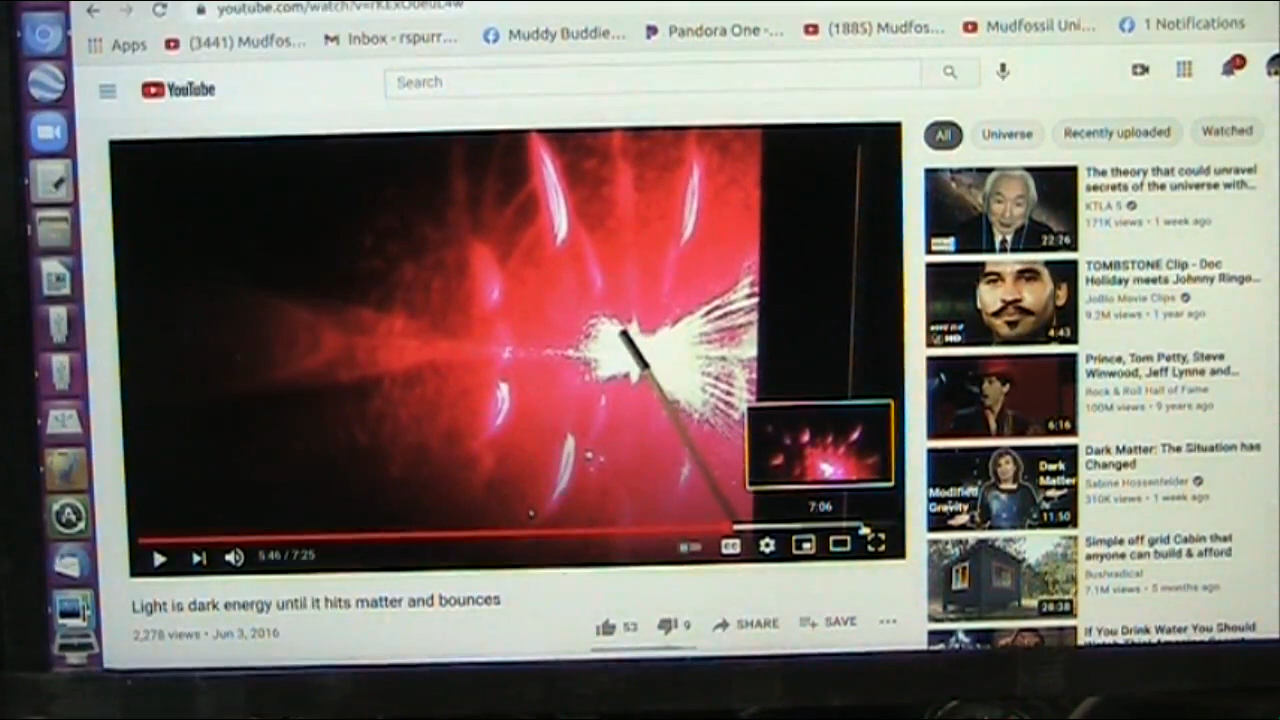 youtube.com/watch?v=rKExO0euL4w
Apps
(3441) Mudfos...
Inbox - rspurr...
Muddy Buddie...
Pandora One -...
(1885) Mudfos...
Mudfossil Uni...
1 Notifications
YouTube
Search
All
Universe
Recently uploaded
Watched
The theory that could unravel
secrets of the universe with...
KTLA 5
171K views • 1 week ago
22:26
TOMBSTONE Clip - Doc
Holiday meets Johnny Ringo...
JoBlo Movie Clips
9.2M views • 1 year ago
HD
4:43
Prince, Tom Petty, Steve
Winwood, Jeff Lynne and...
Rock & Roll Hall of Fame
100M views • 9 years ago
6:16
Dark Matter: The Situation has
Changed
Sabine Hossenfelder
310K views • 1 week ago
Dark
Matter
Modified
Gravity
11:50
Simple off grid Cabin that
anyone can build & afford
Bushradical
7.1M views • 5 months ago
28:38
If You Drink Water You Should
7:06
5:46 / 7:25
CC
Light is dark energy until it hits matter and bounces
2,278 views • Jun 3, 2016
53
9
SHARE
SAVE